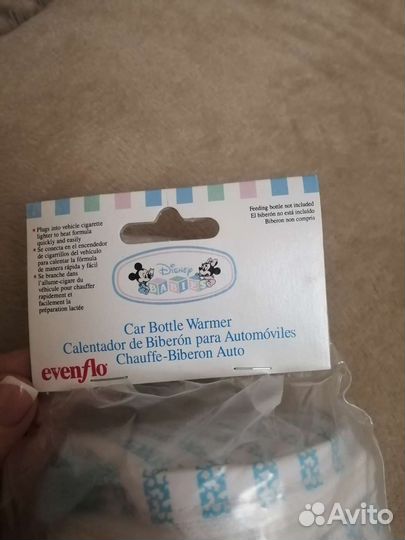 • Plugs into vehicle cigarette
lighter to heat formula
quickly and easily
• Se conecta en el encendedor
de cigarrillos del vehículo
para calentar la fórmula
de manera rápida y fácil
• Se branche dans
l'allume-cigare du
véhicule pour chauffer
rapidement et
facilement la
préparation lactée
Feeding bottle not included
El biberón no está incluido
Biberon non compris
Disney
BABIES
Car Bottle Warmer
Calentador de Biberón para Automóviles
Chauffe-Biberon Auto
evenflo
Avito